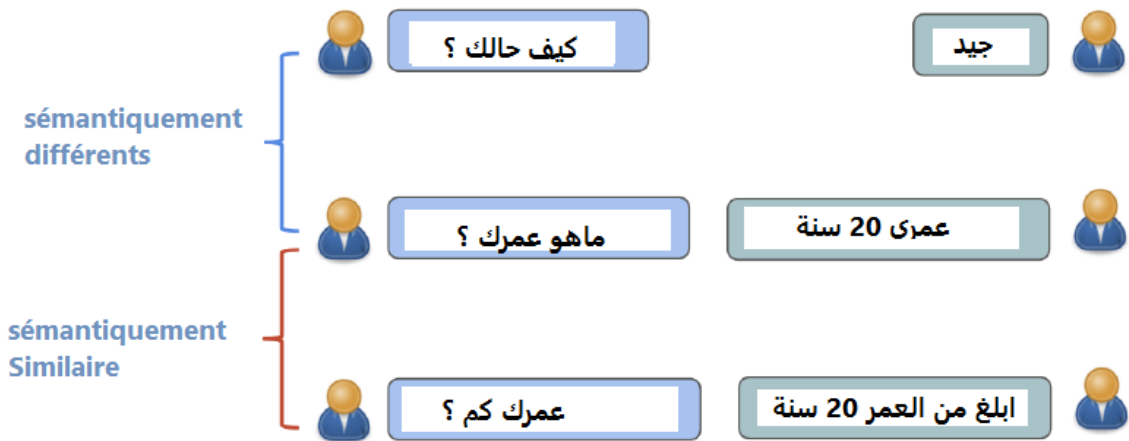 كيف حالك ؟
جيد
sémantiquement
différents
ماهو عمرك ؟
عمرى 20 سنة
sémantiquement
Similaire
عمرك كم ؟
ابلغ من العمر 20 سنة